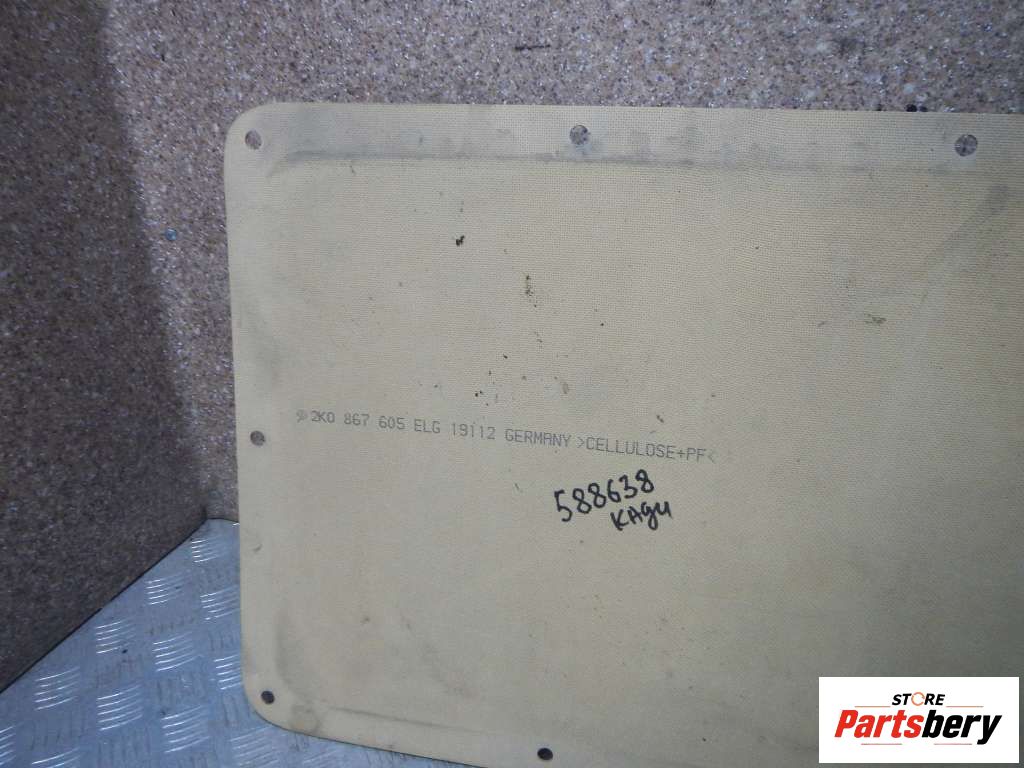 2K0 867 605 ELG 19112 GERMANY >CELLULOSE+PF<
588638
кади
STORE
Partsbery